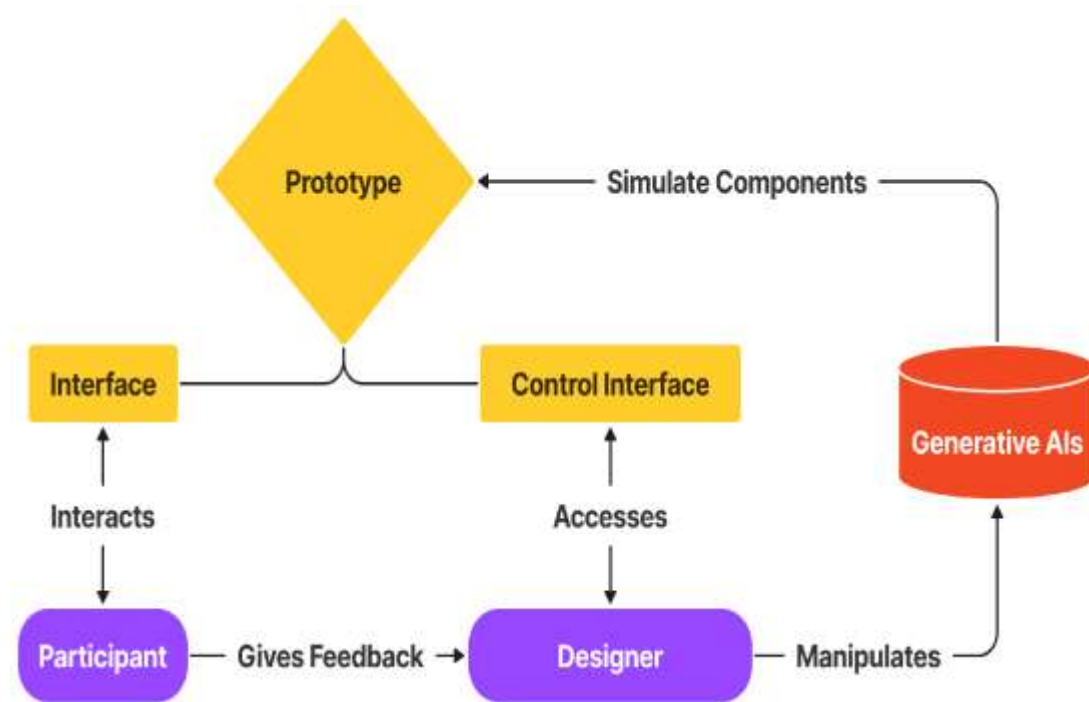 Prototype
Simulate Components
Interface
Control Interface
Generative AIs
Interacts
Accesses
Participant
Gives Feedback
Designer
Manipulates